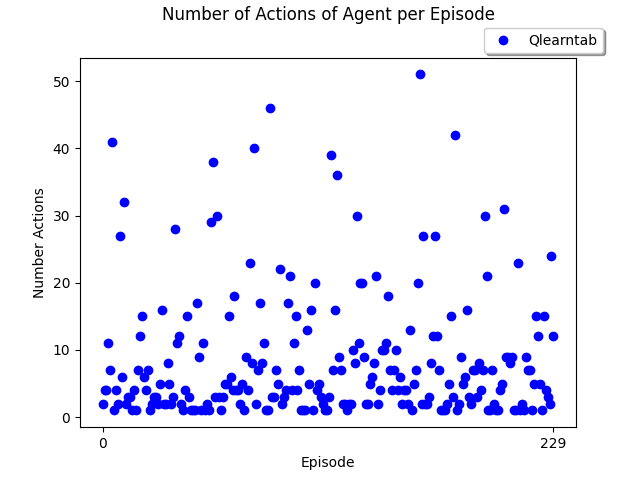 Number of Actions of Agent per Episode
Qlearntab
50
40
30
20
10
0
Number Actions
0 229
Episode